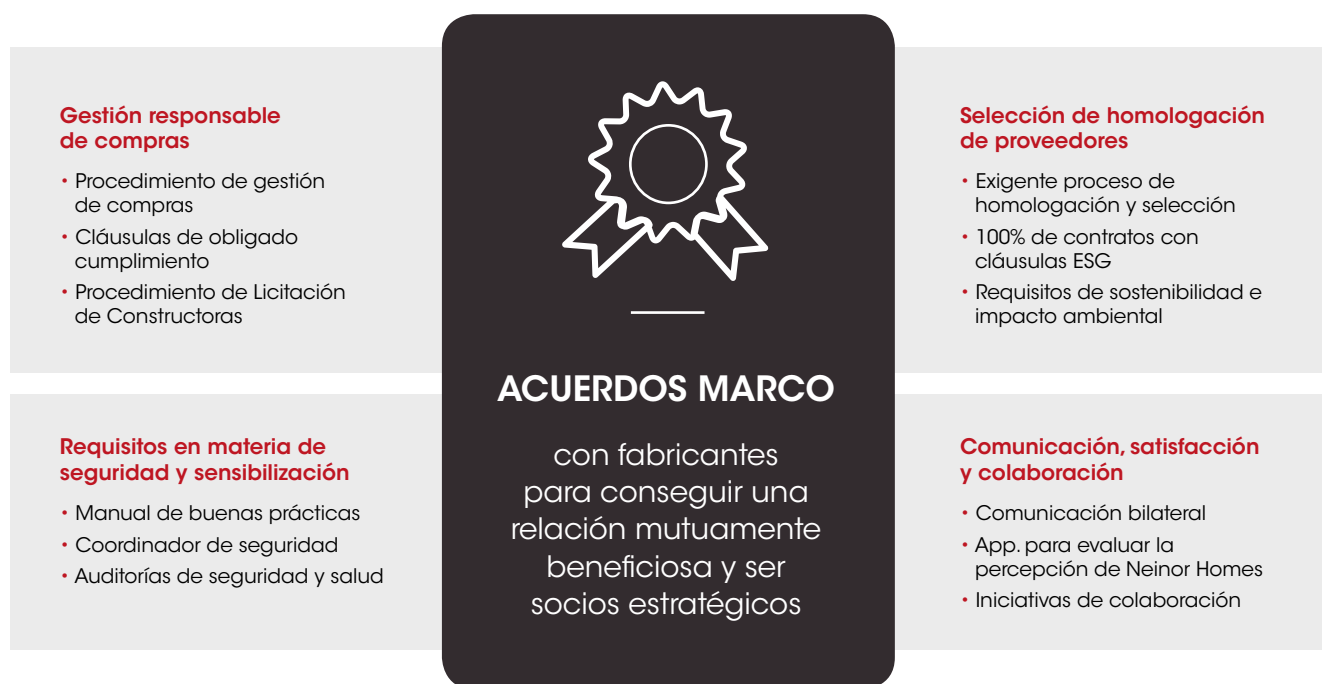 Gestión responsable
de compras
• Procedimiento de gestión
de compras
• Cláusulas de obligado
cumplimiento
• Procedimiento de Licitación
de Constructoras
Requisitos en materia de
seguridad y sensibilización
• Manual de buenas prácticas
• Coordinador de seguridad
• Auditorías de seguridad y salud
ACUERDOS MARCO
con fabricantes
para conseguir una
relación mutuamente
beneficiosa y ser
socios estratégicos
Selección de homologación
de proveedores
• Exigente proceso de
homologación y selección
• 100% de contratos con
cláusulas ESG
• Requisitos de sostenibilidad e
impacto ambiental
Comunicación, satisfacción
y colaboración
• Comunicación bilateral
• App. para evaluar la
percepción de Neinor Homes
• Iniciativas de colaboración